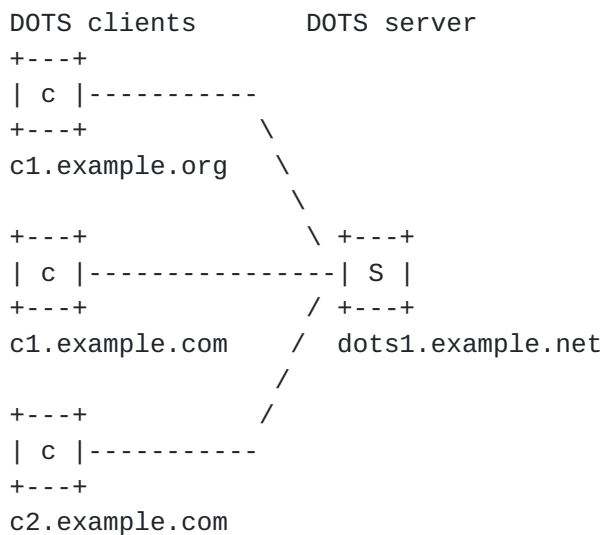 DOTS clients       DOTS server
+---+
| c |-----------
+---+           \
c1.example.org   \
                  \
+---+              \ +---+
| c |----------------| S |
+---+              / +---+
c1.example.com    /  dots1.example.net
                 /
+---+           /
| c |-----------
+---+
c2.example.com